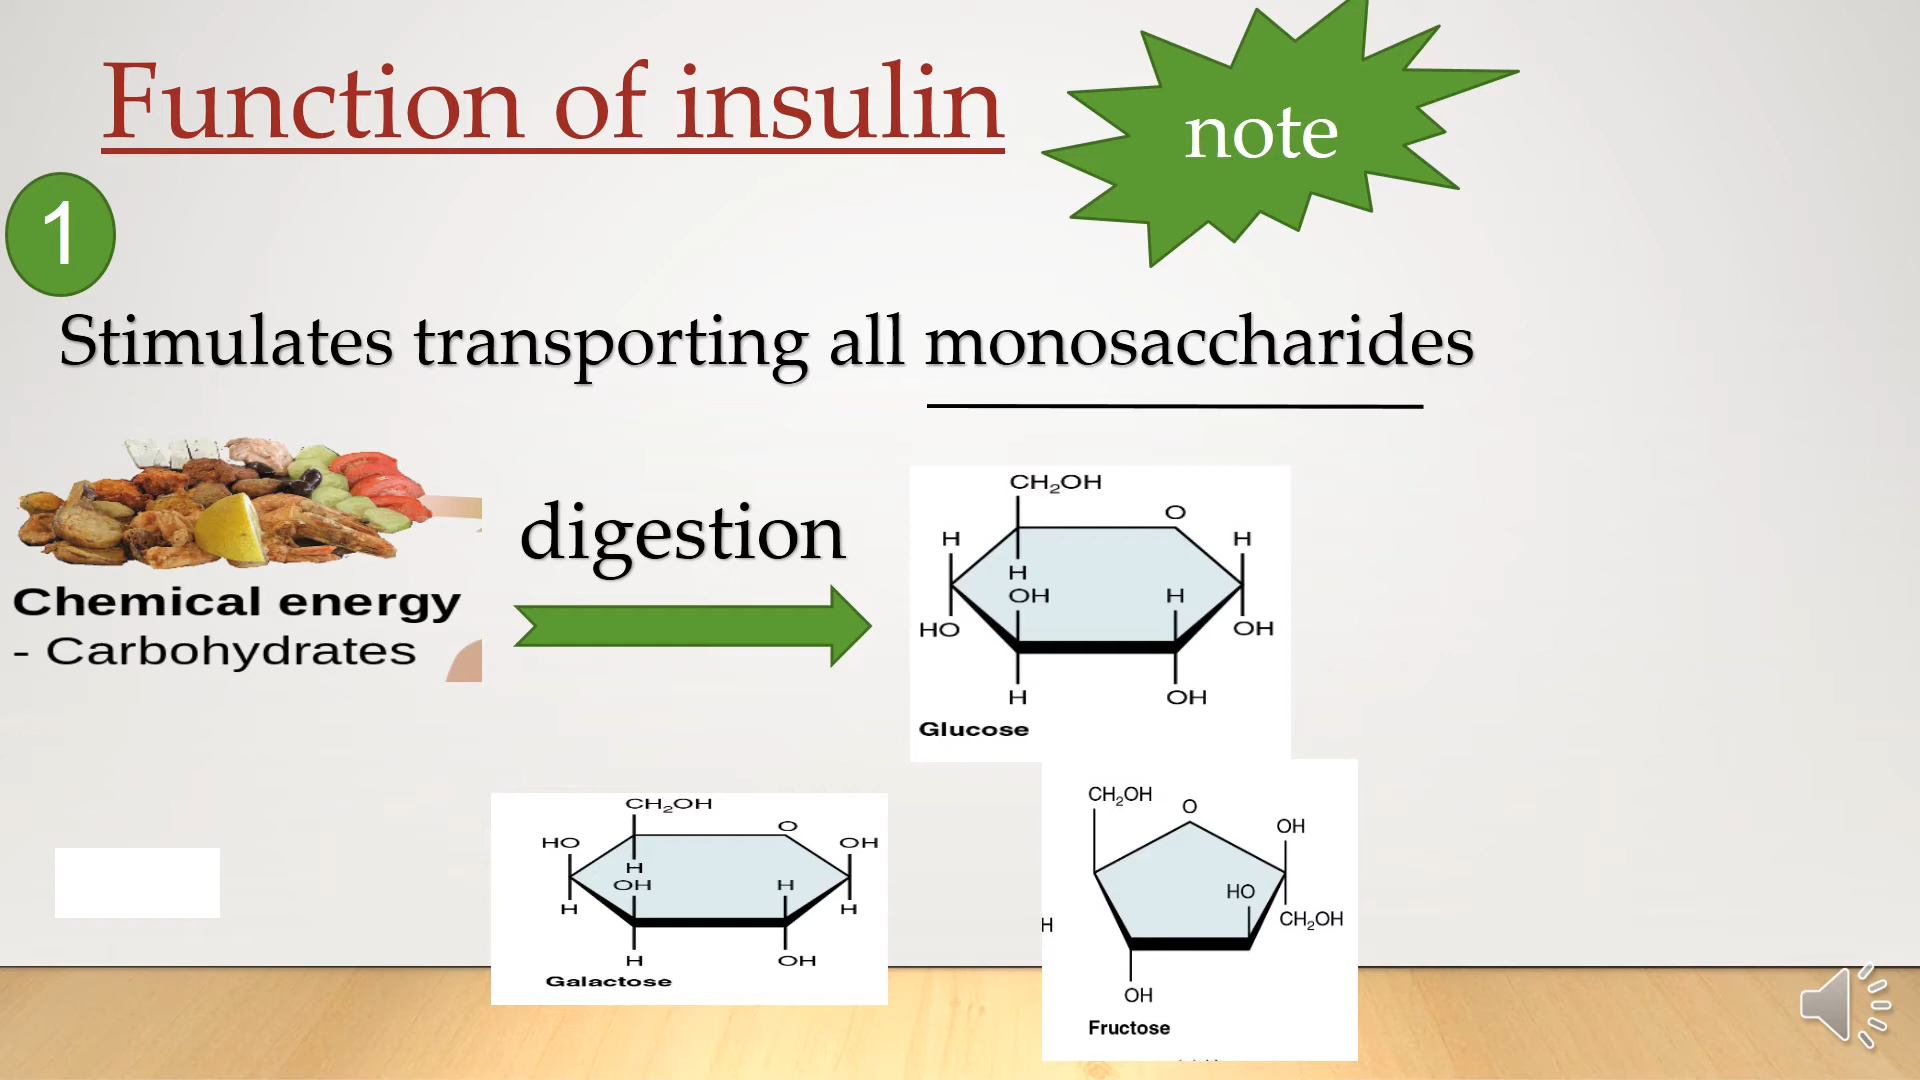 Function of insulin
note
1
Stimulates transporting all monosaccharides
digestion
Chemical energy
- Carbohydrates
CH₂OH
O
H H
H
OH H
HO OH
H OH
Glucose
CH₂OH
O
HO OH
H
OH H
H H
H OH
Galactose
CH₂OH
O
OH
HO
CH₂OH
H
OH
Fructose